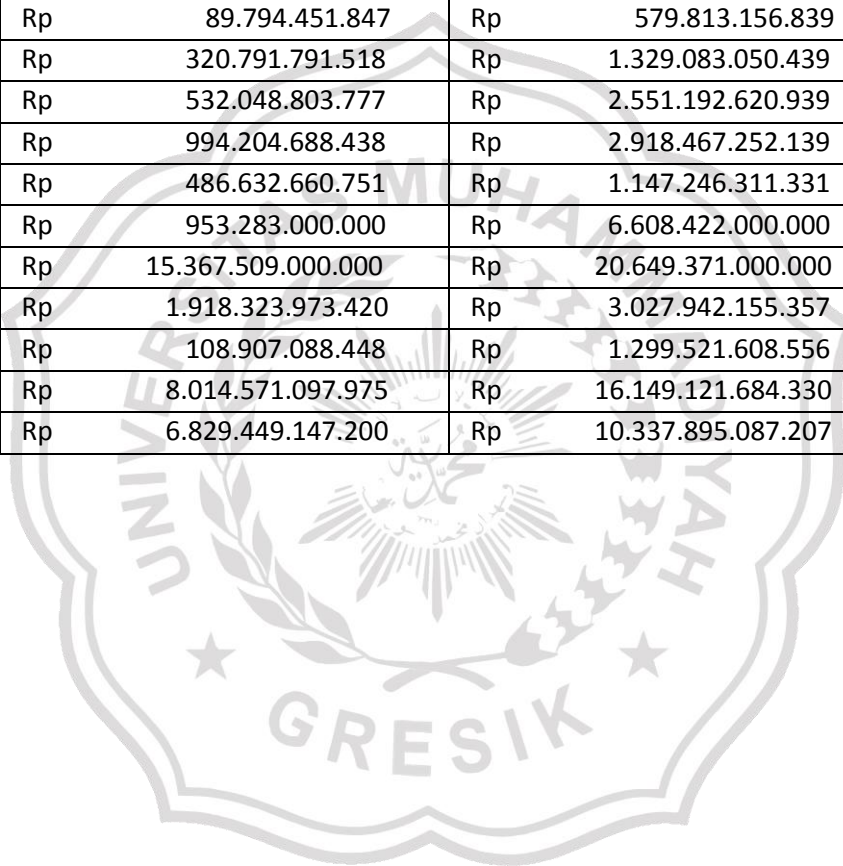 Rp 89.794.451.847 Rp 579.813.156.839
Rp 320.791.791.518 Rp 1.329.083.050.439
Rp 532.048.803.777 Rp 2.551.192.620.939
Rp 994.204.688.438 Rp 2.918.467.252.139
Rp 486.632.660.751 Rp 1.147.246.311.331
Rp 953.283.000.000 Rp 6.608.422.000.000
Rp 15.367.509.000.000 Rp 20.649.371.000.000
Rp 1.918.323.973.420 Rp 3.027.942.155.357
Rp 108.907.088.448 Rp 1.299.521.608.556
Rp 8.014.571.097.975 Rp 16.149.121.684.330
Rp 6.829.449.147.200 Rp 10.337.895.087.207
UNIVERSITAS MUHAMMADIYAH
GRESIK